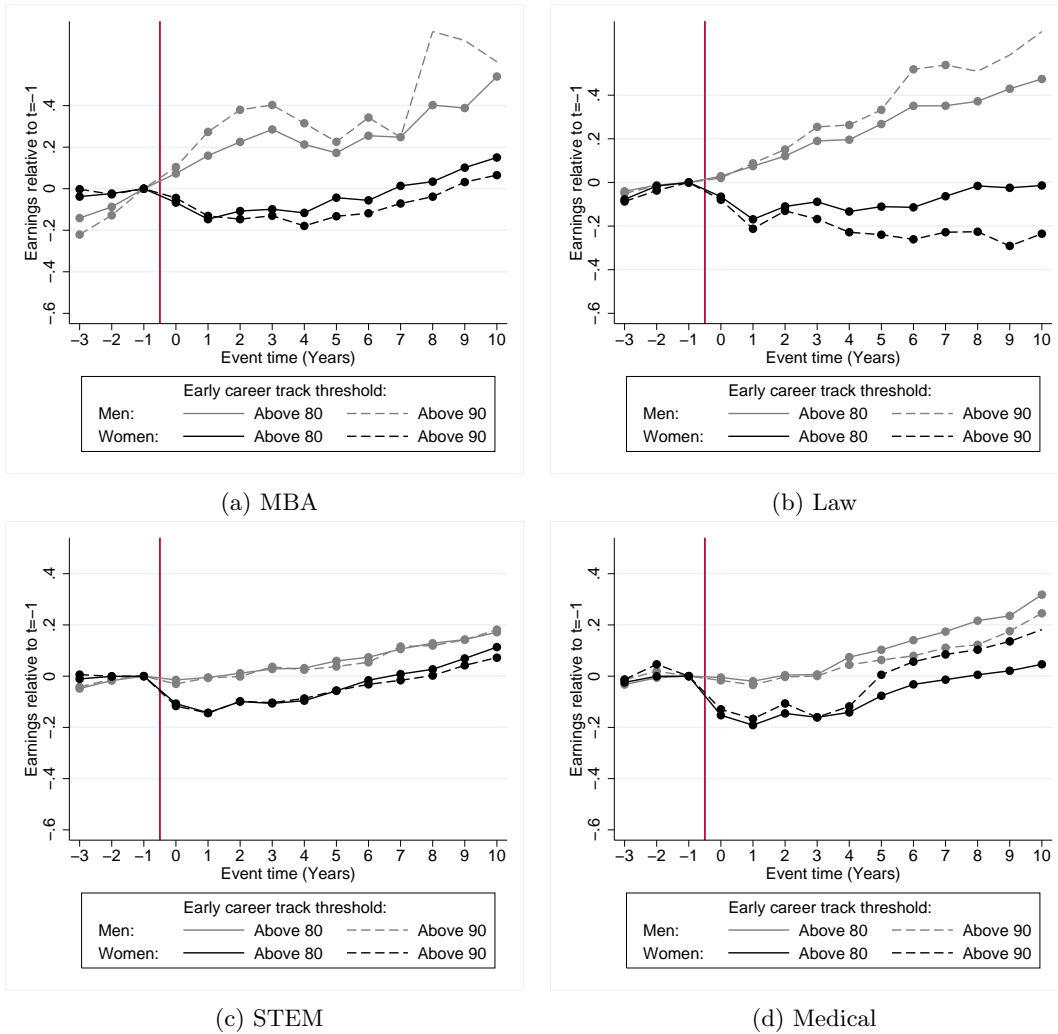 Earnings relative to t=−1
.4
.2
0
−.2
−.4
−.6
−3 −2 −1 0 1 2 3 4 5 6 7 8 9 10
Event time (Years)
Early career track threshold:
Men: Above 80 Above 90
Women: Above 80 Above 90
(a) MBA
Earnings relative to t=−1
.4
.2
0
−.2
−.4
−.6
−3 −2 −1 0 1 2 3 4 5 6 7 8 9 10
Event time (Years)
Early career track threshold:
Men: Above 80 Above 90
Women: Above 80 Above 90
(b) Law
Earnings relative to t=−1
.4
.2
0
−.2
−.4
−.6
−3 −2 −1 0 1 2 3 4 5 6 7 8 9 10
Event time (Years)
Early career track threshold:
Men: Above 80 Above 90
Women: Above 80 Above 90
(c) STEM
Earnings relative to t=−1
.4
.2
0
−.2
−.4
−.6
−3 −2 −1 0 1 2 3 4 5 6 7 8 9 10
Event time (Years)
Early career track threshold:
Men: Above 80 Above 90
Women: Above 80 Above 90
(d) Medical